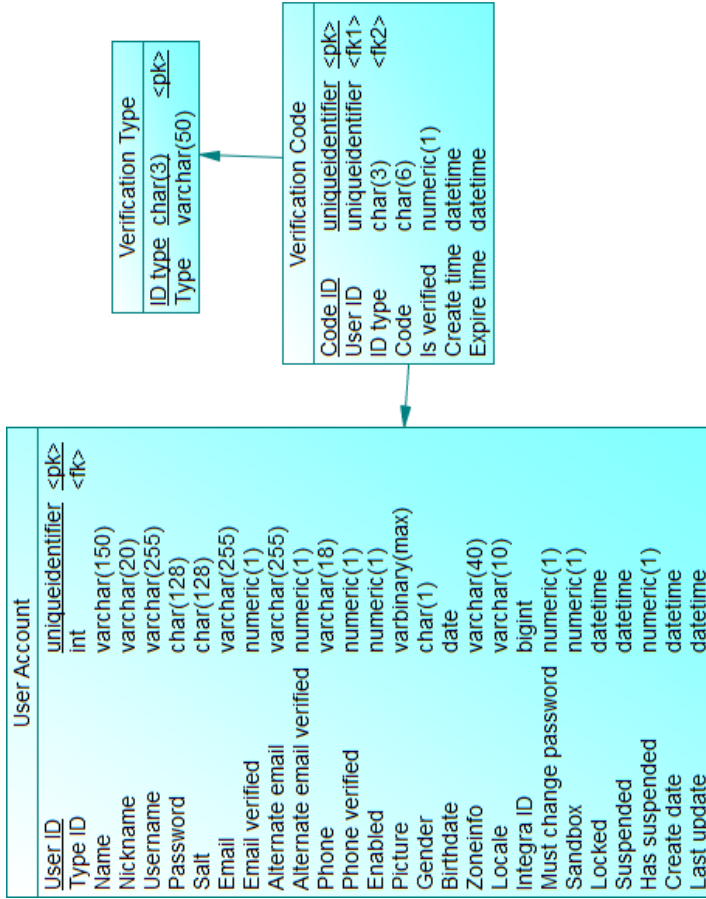 Verification Type
ID type char(3) <pk>
Type varchar(50)
Verification Code
Code ID uniqueidentifier <pk>
User ID uniqueidentifier <fk1>
ID type char(3) <fk2>
Code char(6)
Is verified numeric(1)
Create time datetime
Expire time datetime
User Account
User ID uniqueidentifier <pk>
Type ID int <fk>
Name varchar(150)
Nickname varchar(20)
Username varchar(255)
Password char(128)
Salt char(128)
Email varchar(255)
Email verified numeric(1)
Alternate email varchar(255)
Alternate email verified numeric(1)
Phone varchar(18)
Phone verified numeric(1)
Enabled numeric(1)
Picture varbinary(max)
Gender char(1)
Birthdate date
Zoneinfo varchar(40)
Locale varchar(10)
Integra ID bigint
Must change password numeric(1)
Sandbox numeric(1)
Locked datetime
Suspended datetime
Has suspended numeric(1)
Create date datetime
Last update datetime